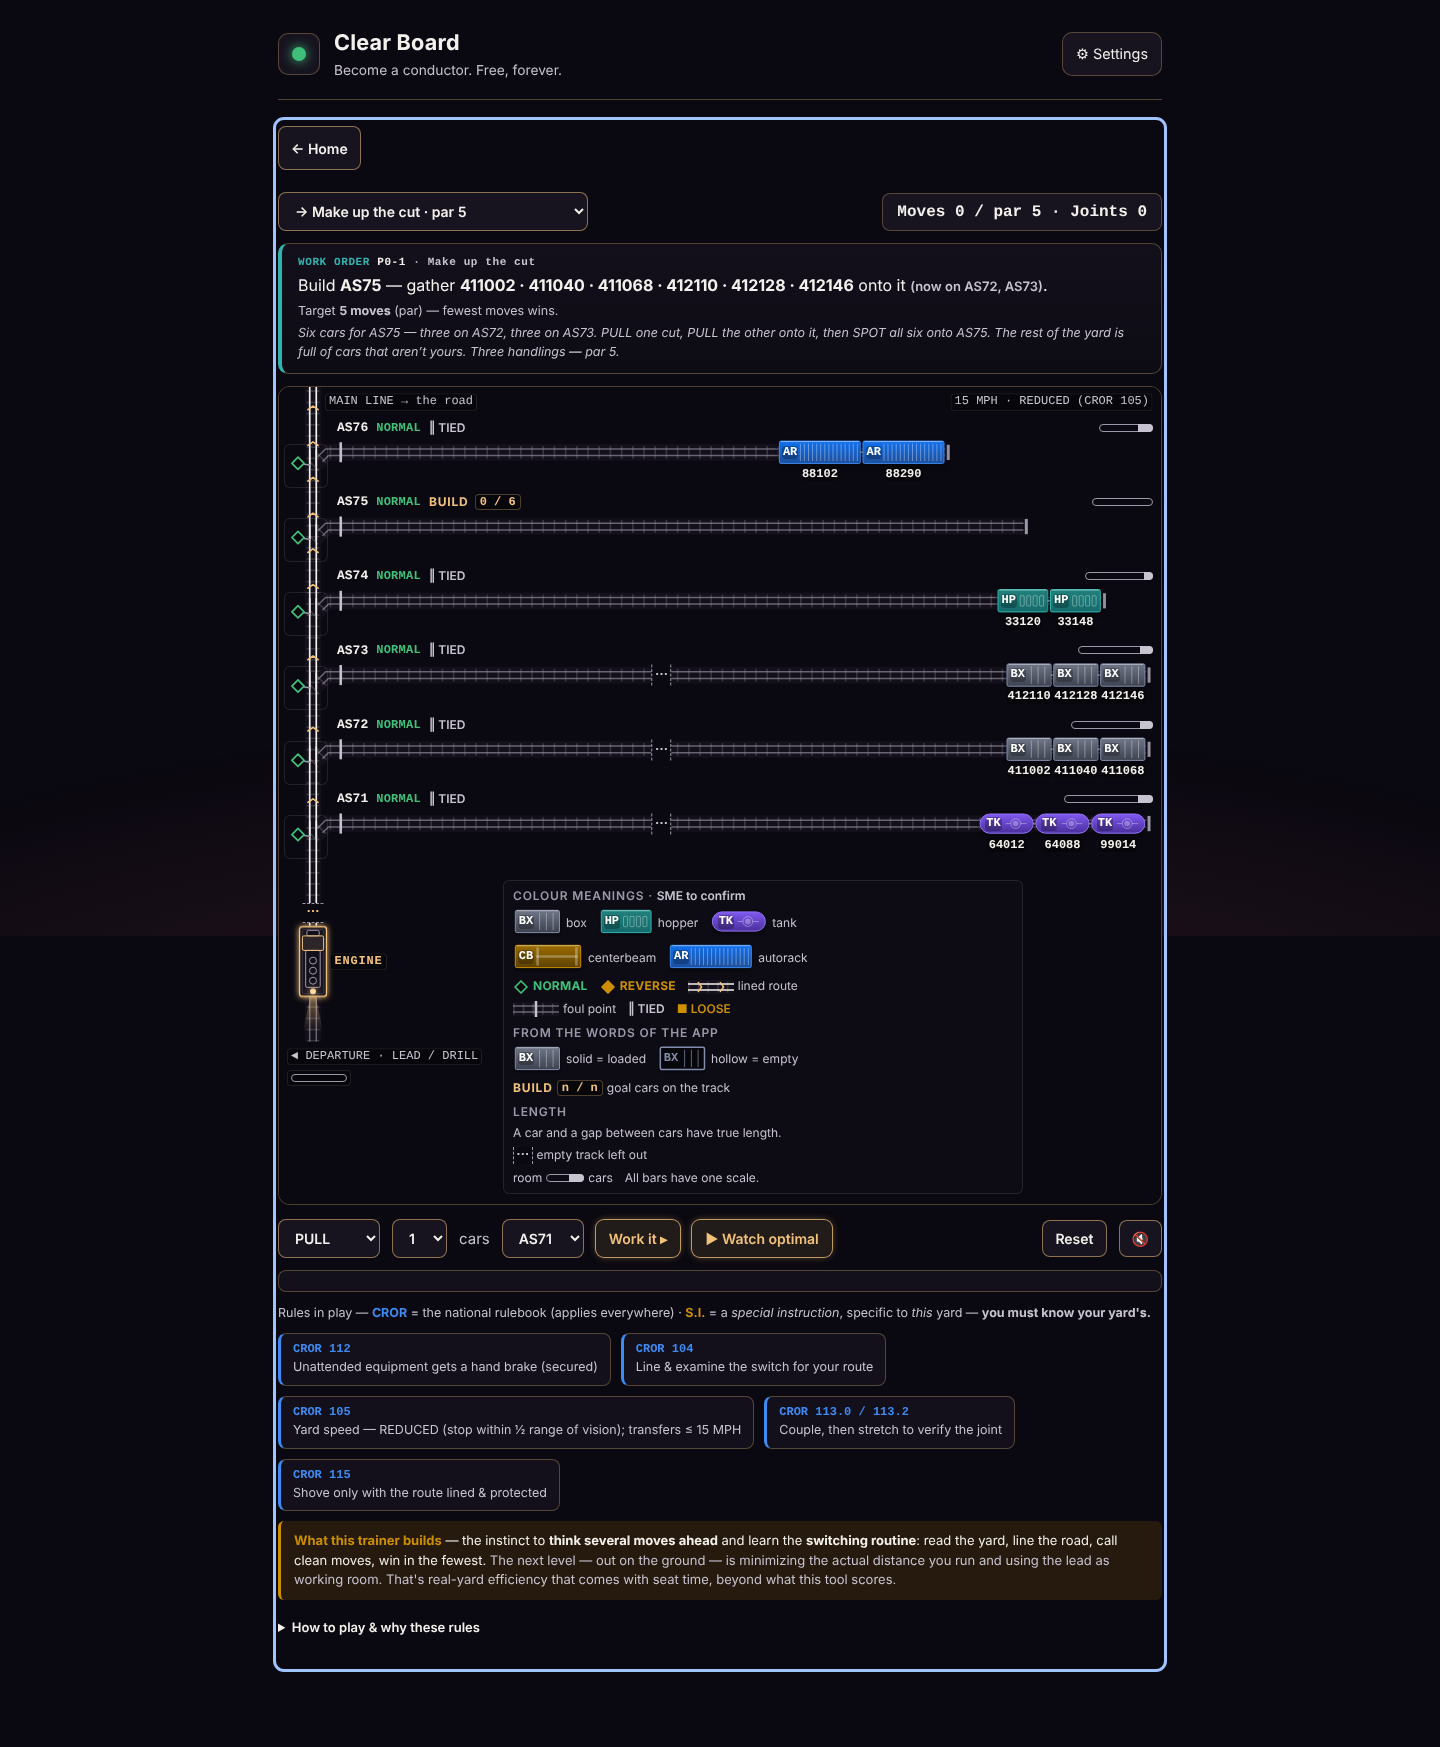 Clear Board
Become a conductor. Free, forever.
⚙ Settings
← Home
→ Make up the cut · par 5
Moves 0 / par 5 · Joints 0
WORK ORDER P0-1 · Make up the cut
Build AS75 — gather 411002 · 411040 · 411068 · 412110 · 412128 · 412146 onto it (now on AS72, AS73).
Target 5 moves (par) — fewest moves wins.
Six cars for AS75 — three on AS72, three on AS73. PULL one cut, PULL the other onto it, then SPOT all six onto AS75. The rest of the yard is
full of cars that aren't yours. Three handlings — par 5.
MAIN LINE → the road
15 MPH · REDUCED (CROR 105)
AS76 NORMAL TIED
AR AR
88102 88290
AS75 NORMAL BUILD 0 / 6
AS74 NORMAL TIED
HP HP
33120 33148
AS73 NORMAL TIED
··· BX BX BX
412110 412128 412146
AS72 NORMAL TIED
··· BX BX BX
411002 411040 411068
AS71 NORMAL TIED
··· TK TK TK
64012 64088 99014
···
ENGINE
◄ DEPARTURE · LEAD / DRILL
COLOUR MEANINGS · SME to confirm
BX box HP hopper TK tank
CB centerbeam AR autorack
NORMAL REVERSE lined route
foul point TIED LOOSE
FROM THE WORDS OF THE APP
BX solid = loaded BX hollow = empty
BUILD n / n goal cars on the track
LENGTH
A car and a gap between cars have true length.
··· empty track left out
room cars All bars have one scale.
PULL 1 cars AS71 Work it ▸ ▶ Watch optimal Reset 🔇
Rules in play — CROR = the national rulebook (applies everywhere) · S.I. = a special instruction, specific to this yard — you must know your yard's.
CROR 112
Unattended equipment gets a hand brake (secured)
CROR 104
Line & examine the switch for your route
CROR 105
Yard speed — REDUCED (stop within ½ range of vision); transfers ≤ 15 MPH
CROR 113.0 / 113.2
Couple, then stretch to verify the joint
CROR 115
Shove only with the route lined & protected
What this trainer builds — the instinct to think several moves ahead and learn the switching routine: read the yard, line the road, call
clean moves, win in the fewest. The next level — out on the ground — is minimizing the actual distance you run and using the lead as
working room. That's real-yard efficiency that comes with seat time, beyond what this tool scores.
▶ How to play & why these rules